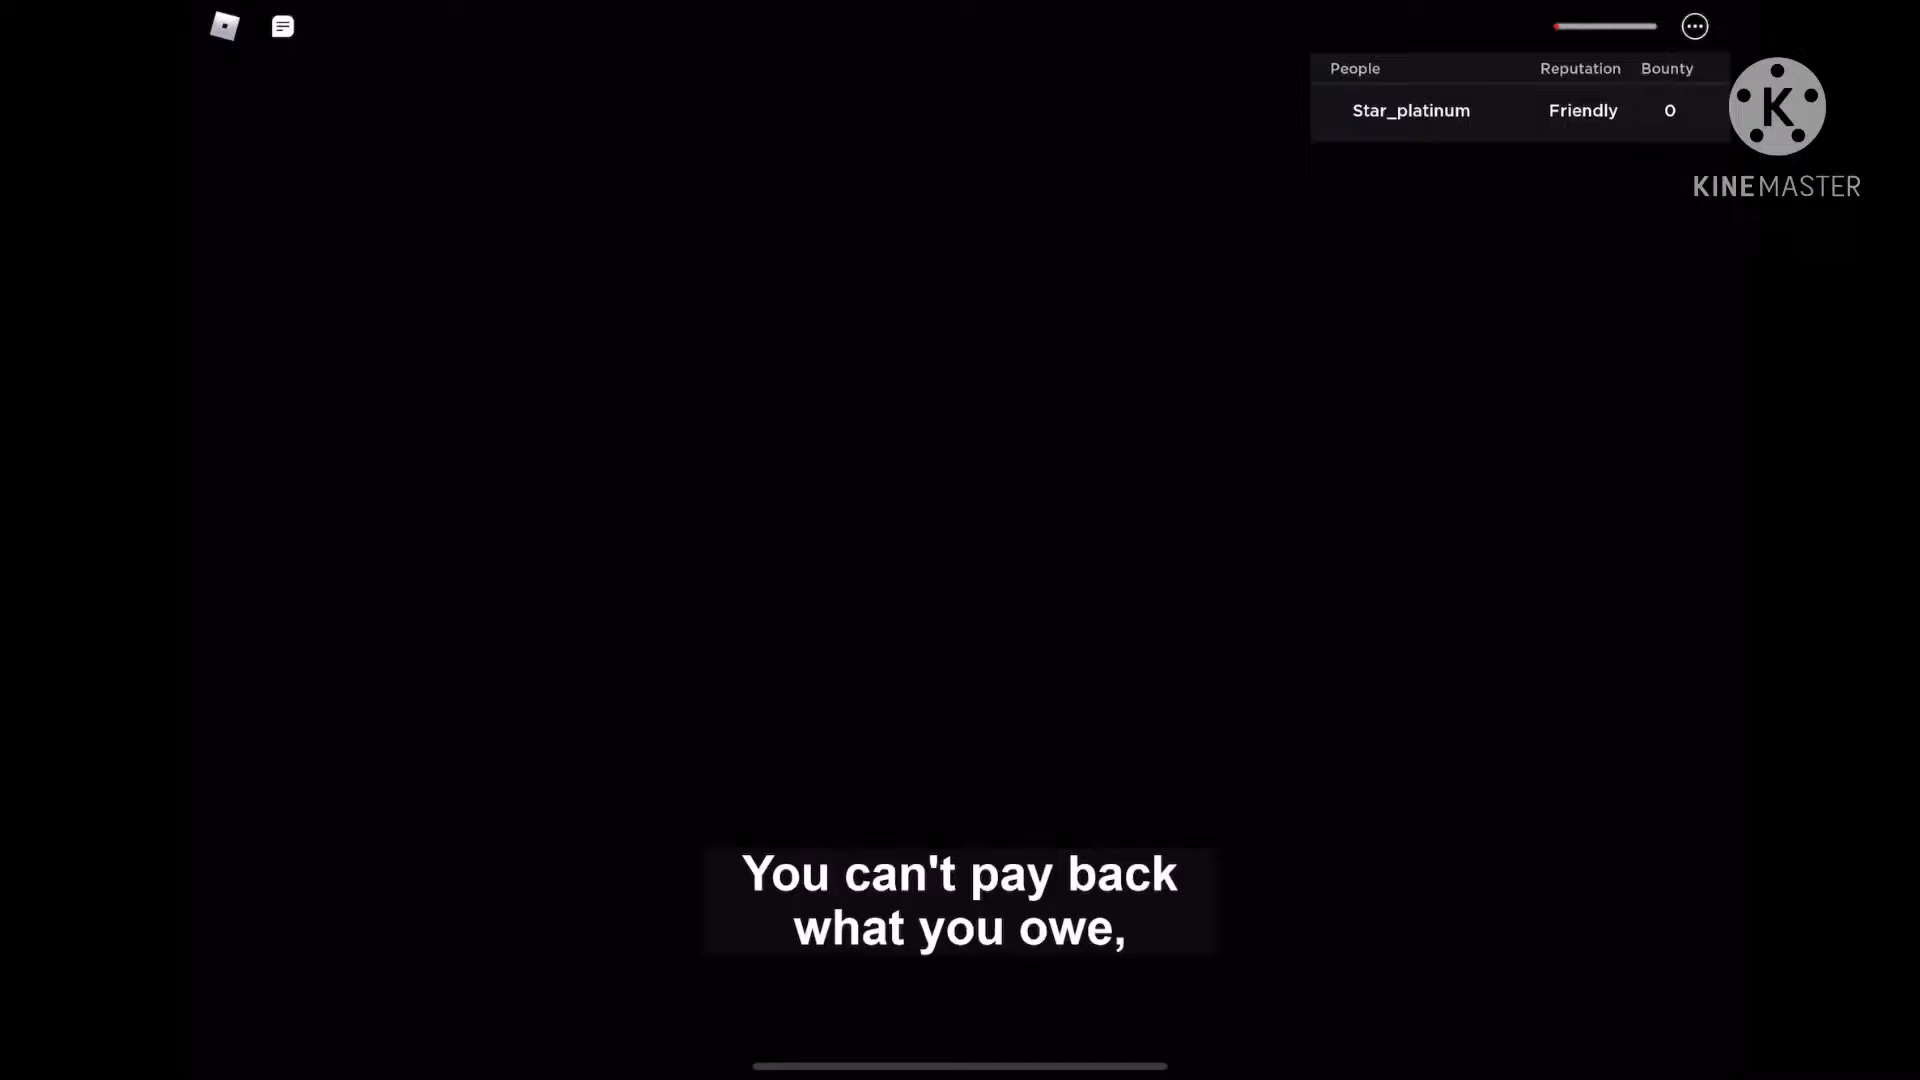 People Reputation Bounty
Star_platinum Friendly 0
KINEMASTER
You can't pay back
what you owe,